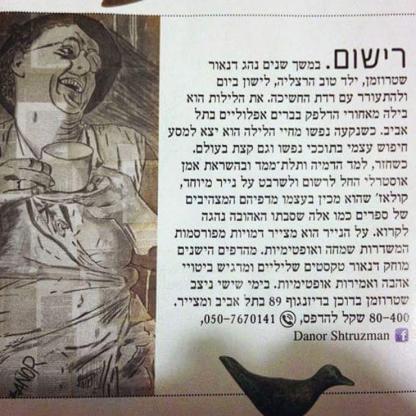 רישום. במשך שנים נהג דנאור
שטרוזמן, ילד טוב הרצליה, לישון ביום
ולהתעורר עם רדת החשיכה. את הלילות הוא
בילה מאחורי הדלפק בברים אפלוליים בתל
אביב. כשנקעה נפשו מחיי הלילה הוא יצא למסע
חיפוש עצמי בתוככי נפשו וגם קצת בעולם.
כשחזר, למד הדמיה ותלת־ממד ובהשראת אמן
אוסטרלי החל לרשום ולשרבט על נייר מיוחד,
קולאז' שהוא מכין בעצמו מדפיהם המצהיבים
של ספרים כמו אלה שסבתו האהובה נהגה
לקרוא. על הנייר הוא מצייר דמויות מפורסמות
המשדרות שמחה ואופטימיות. מהדפים הישנים
מוחק דנאור טקסטים שליליים ומדגיש ביטויי
אהבה ואמירות אופטימיות. בימי שישי ניצב
שטרוזמן בדוכן בדיזנגוף 89 בתל אביב ומצייר.
80-400 שקל להדפס, 050-7670141,
Danor Shtruzman